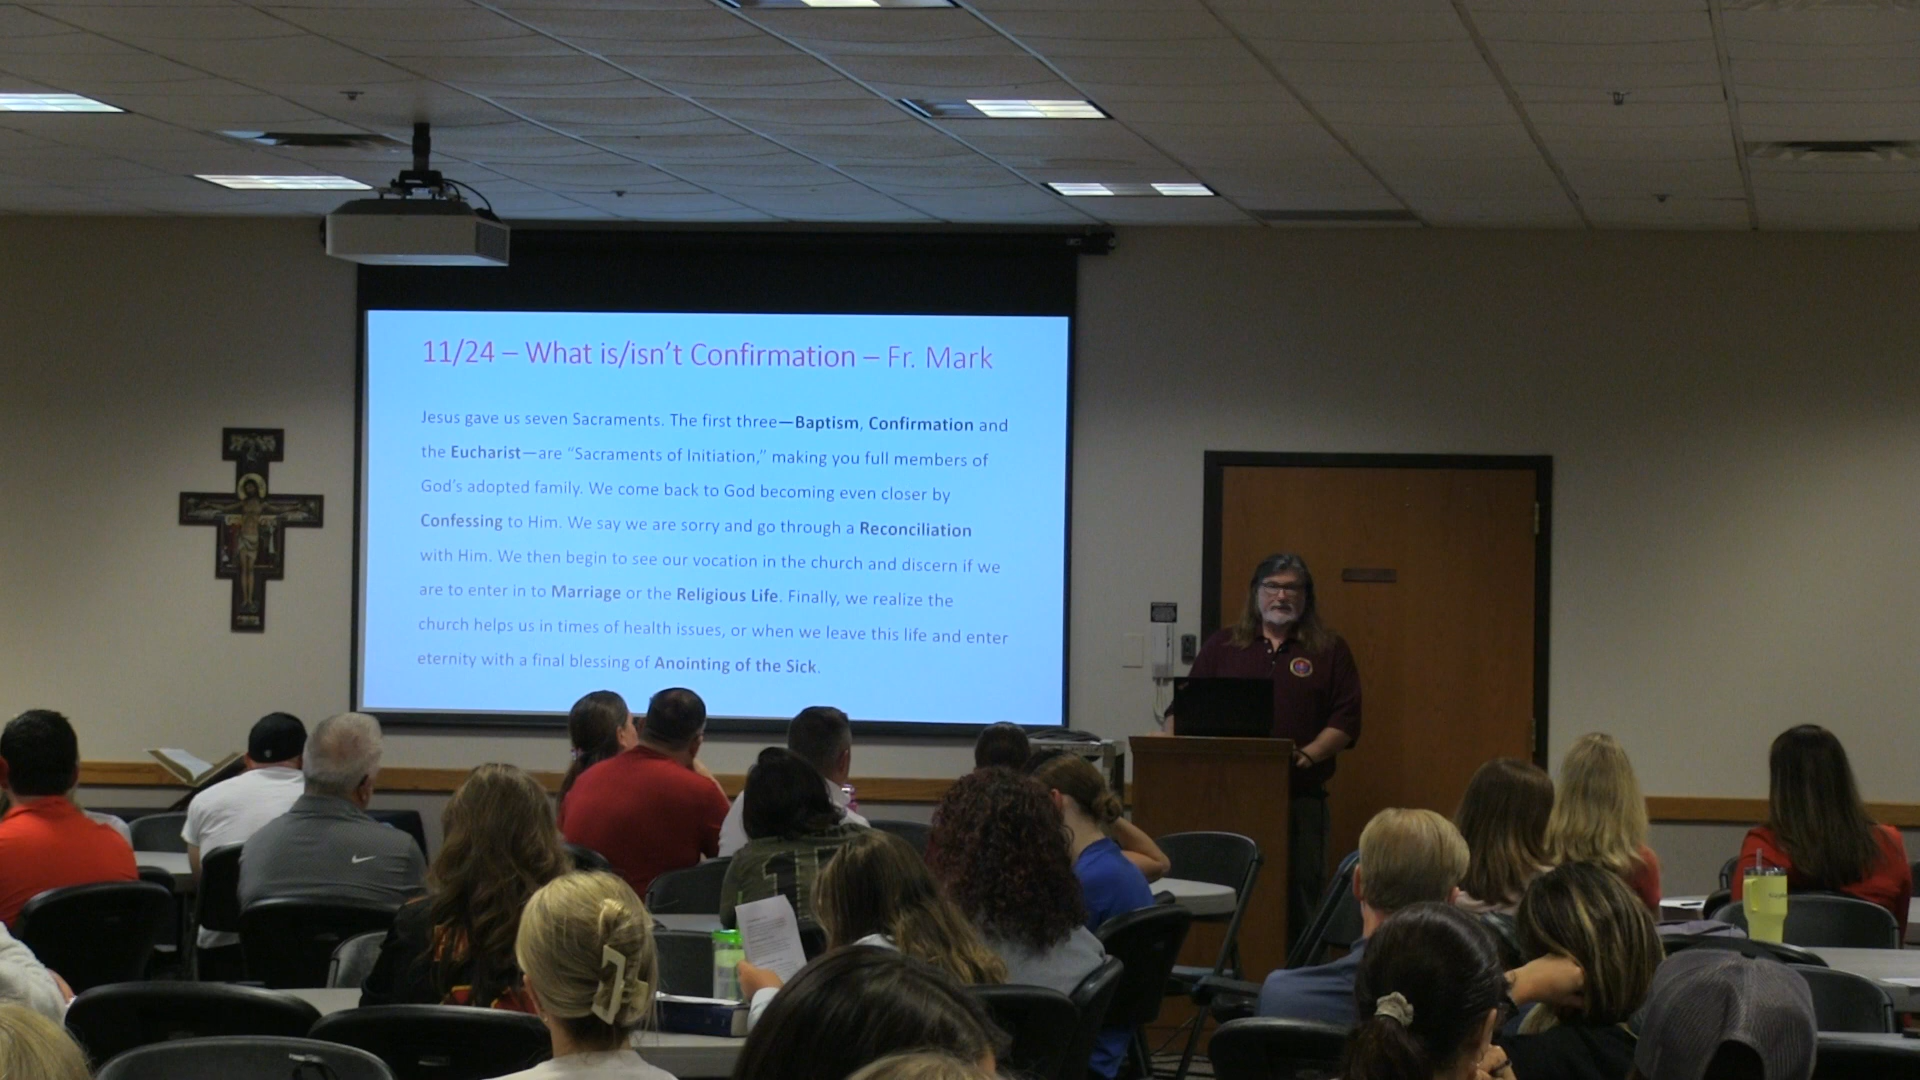 11/24 – What is/isn't Confirmation – Fr. Mark
Jesus gave us seven Sacraments. The first three—Baptism, Confirmation and
the Eucharist—are “Sacraments of Initiation,” making you full members of
God's adopted family. We come back to God becoming even closer by
Confessing to Him. We say we are sorry and go through a Reconciliation
with Him. We then begin to see our vocation in the church and discern if we
are to enter in to Marriage or the Religious Life. Finally, we realize the
church helps us in times of health issues, or when we leave this life and enter
eternity with a final blessing of Anointing of the Sick.